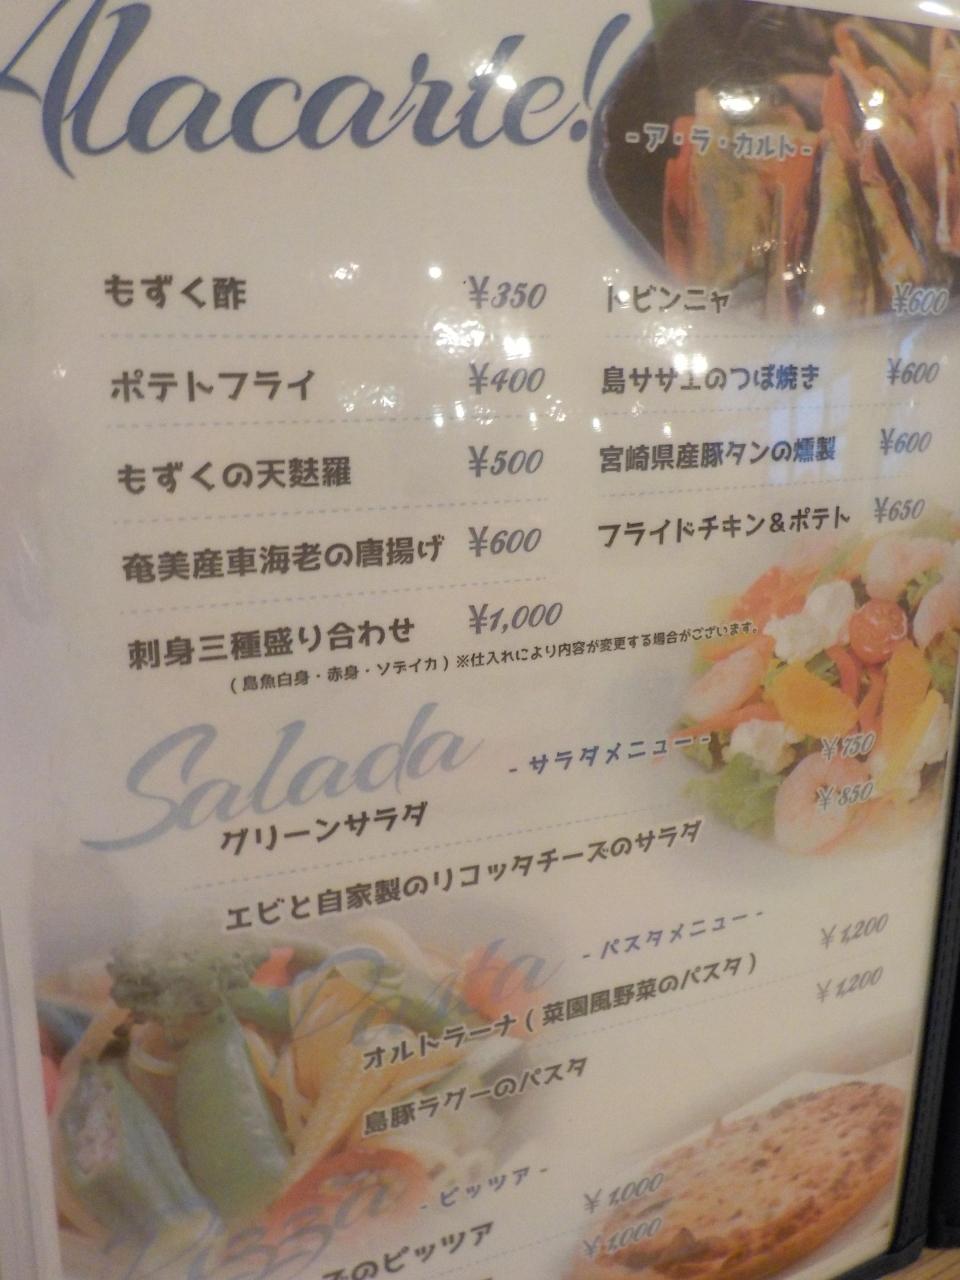 Alacarte!
-ア・ラ・カルト-
もずく酢 ¥350
ポテトフライ ¥400
もずくの天麩羅 ¥500
奄美産車海老の唐揚げ ¥600
刺身三種盛り合わせ ¥1,000
(島魚白身・赤身・ソデイカ)※仕入れにより内容が変更する場合がございます。
トビンニャ ¥600
島サザエのつぼ焼き ¥600
宮崎県産豚タンの燻製 ¥600
フライドチキン&ポテト ¥650
Salada
-サラダメニュー-
グリーンサラダ ¥750
エビと自家製のリコッタチーズのサラダ ¥850
Pasta
-パスタメニュー-
オルトラーナ(菜園風野菜のパスタ) ¥1,200
島豚ラグーのパスタ ¥1,200
Pizza
-ピッツア-
のピッツア ¥1,000
¥1,000